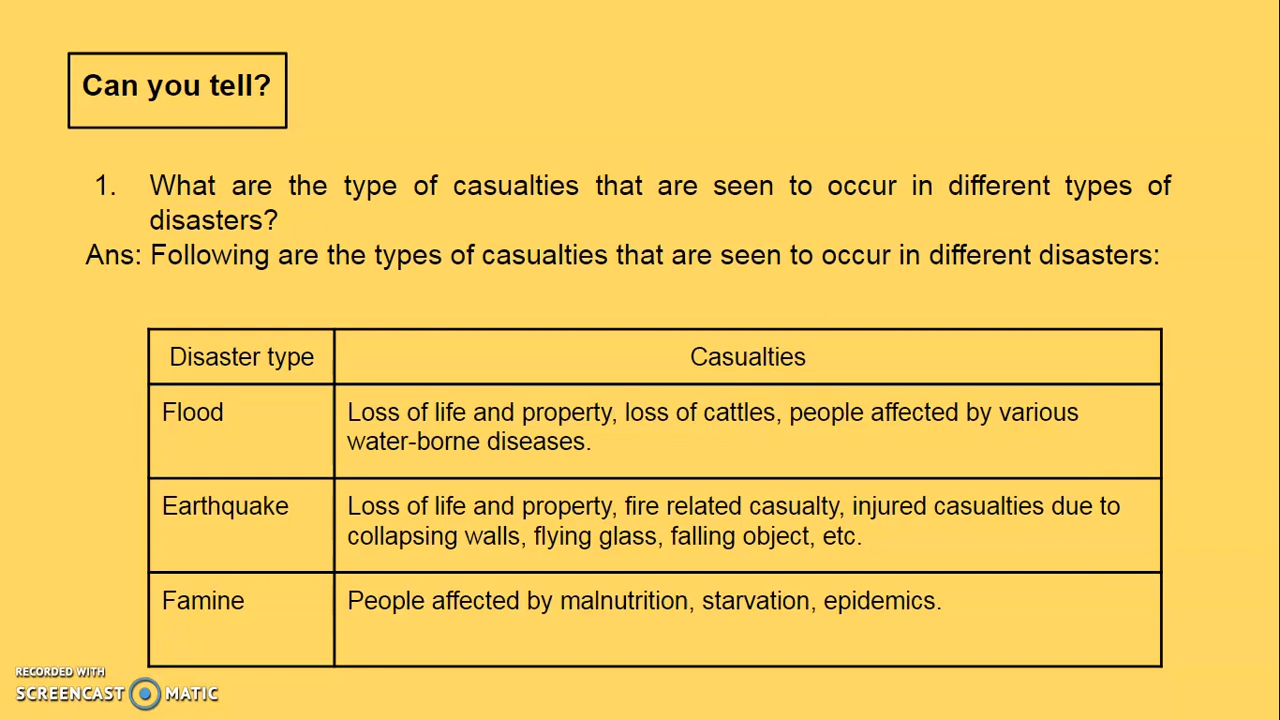 Can you tell?
1. What are the type of casualties that are seen to occur in different types of
disasters?
Ans: Following are the types of casualties that are seen to occur in different disasters:
Disaster type Casualties
Flood Loss of life and property, loss of cattles, people affected by various
water-borne diseases.
Earthquake Loss of life and property, fire related casualty, injured casualties due to
collapsing walls, flying glass, falling object, etc.
Famine People affected by malnutrition, starvation, epidemics.
RECORDED WITH
SCREENCAST MATIC